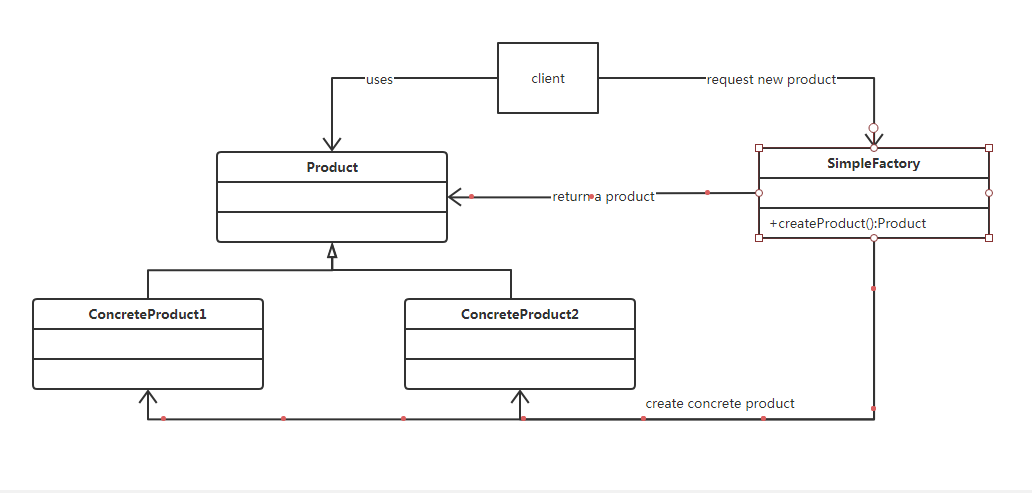 client
uses
request new product
Product
SimpleFactory
return a product
+createProduct():Product
ConcreteProduct1
ConcreteProduct2
create concrete product